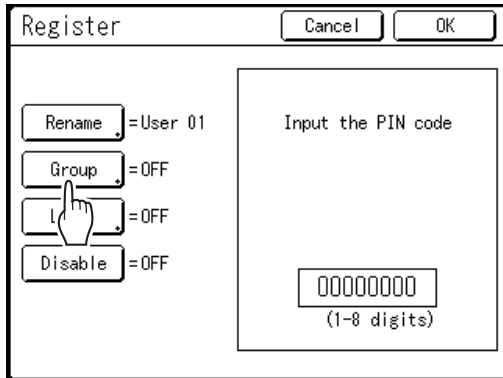 Register
Cancel
OK
Rename =User 01
Group =OFF
=OFF
Disable =OFF
Input the PIN code
00000000
(1-8 digits)